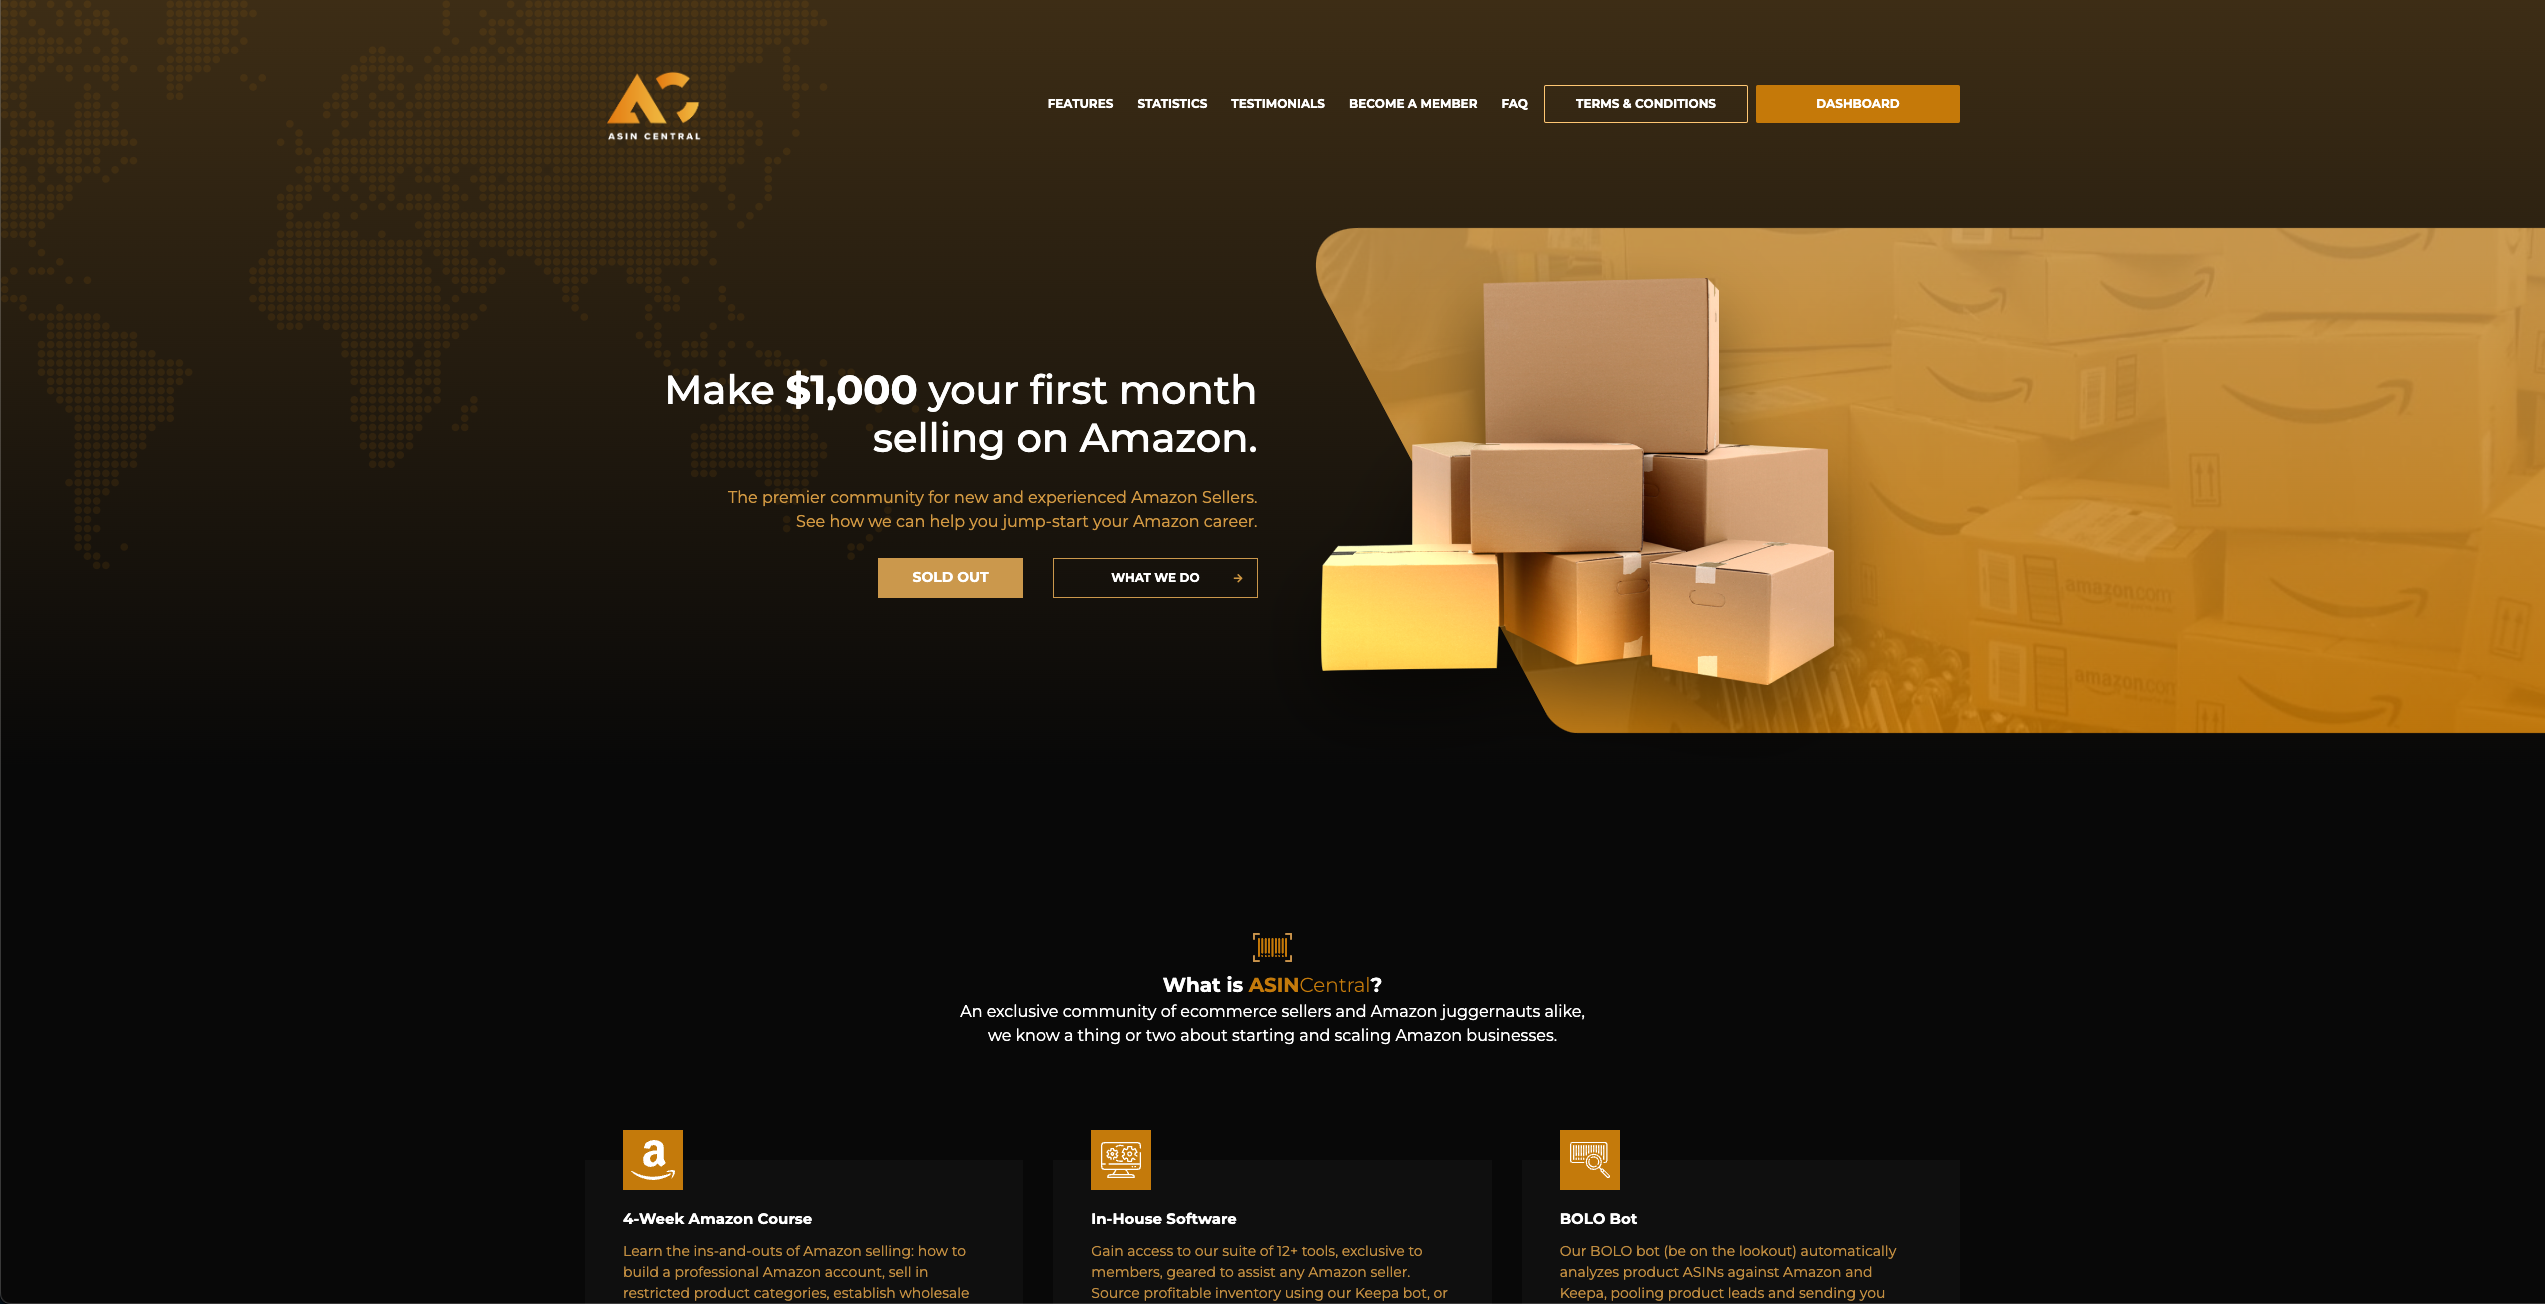 ASIN CENTRAL
FEATURES STATISTICS TESTIMONIALS BECOME A MEMBER FAQ TERMS & CONDITIONS DASHBOARD
Make $1,000 your first month
selling on Amazon.
The premier community for new and experienced Amazon Sellers.
See how we can help you jump-start your Amazon career.
SOLD OUT WHAT WE DO →
amazon.com
amazon.com
What is ASINCentral?
An exclusive community of ecommerce sellers and Amazon juggernauts alike,
we know a thing or two about starting and scaling Amazon businesses.
4-Week Amazon Course
Learn the ins-and-outs of Amazon selling: how to
build a professional Amazon account, sell in
restricted product categories, establish wholesale
In-House Software
Gain access to our suite of 12+ tools, exclusive to
members, geared to assist any Amazon seller.
Source profitable inventory using our Keepa bot, or
BOLO Bot
Our BOLO bot (be on the lookout) automatically
analyzes product ASINs against Amazon and
Keepa, pooling product leads and sending you